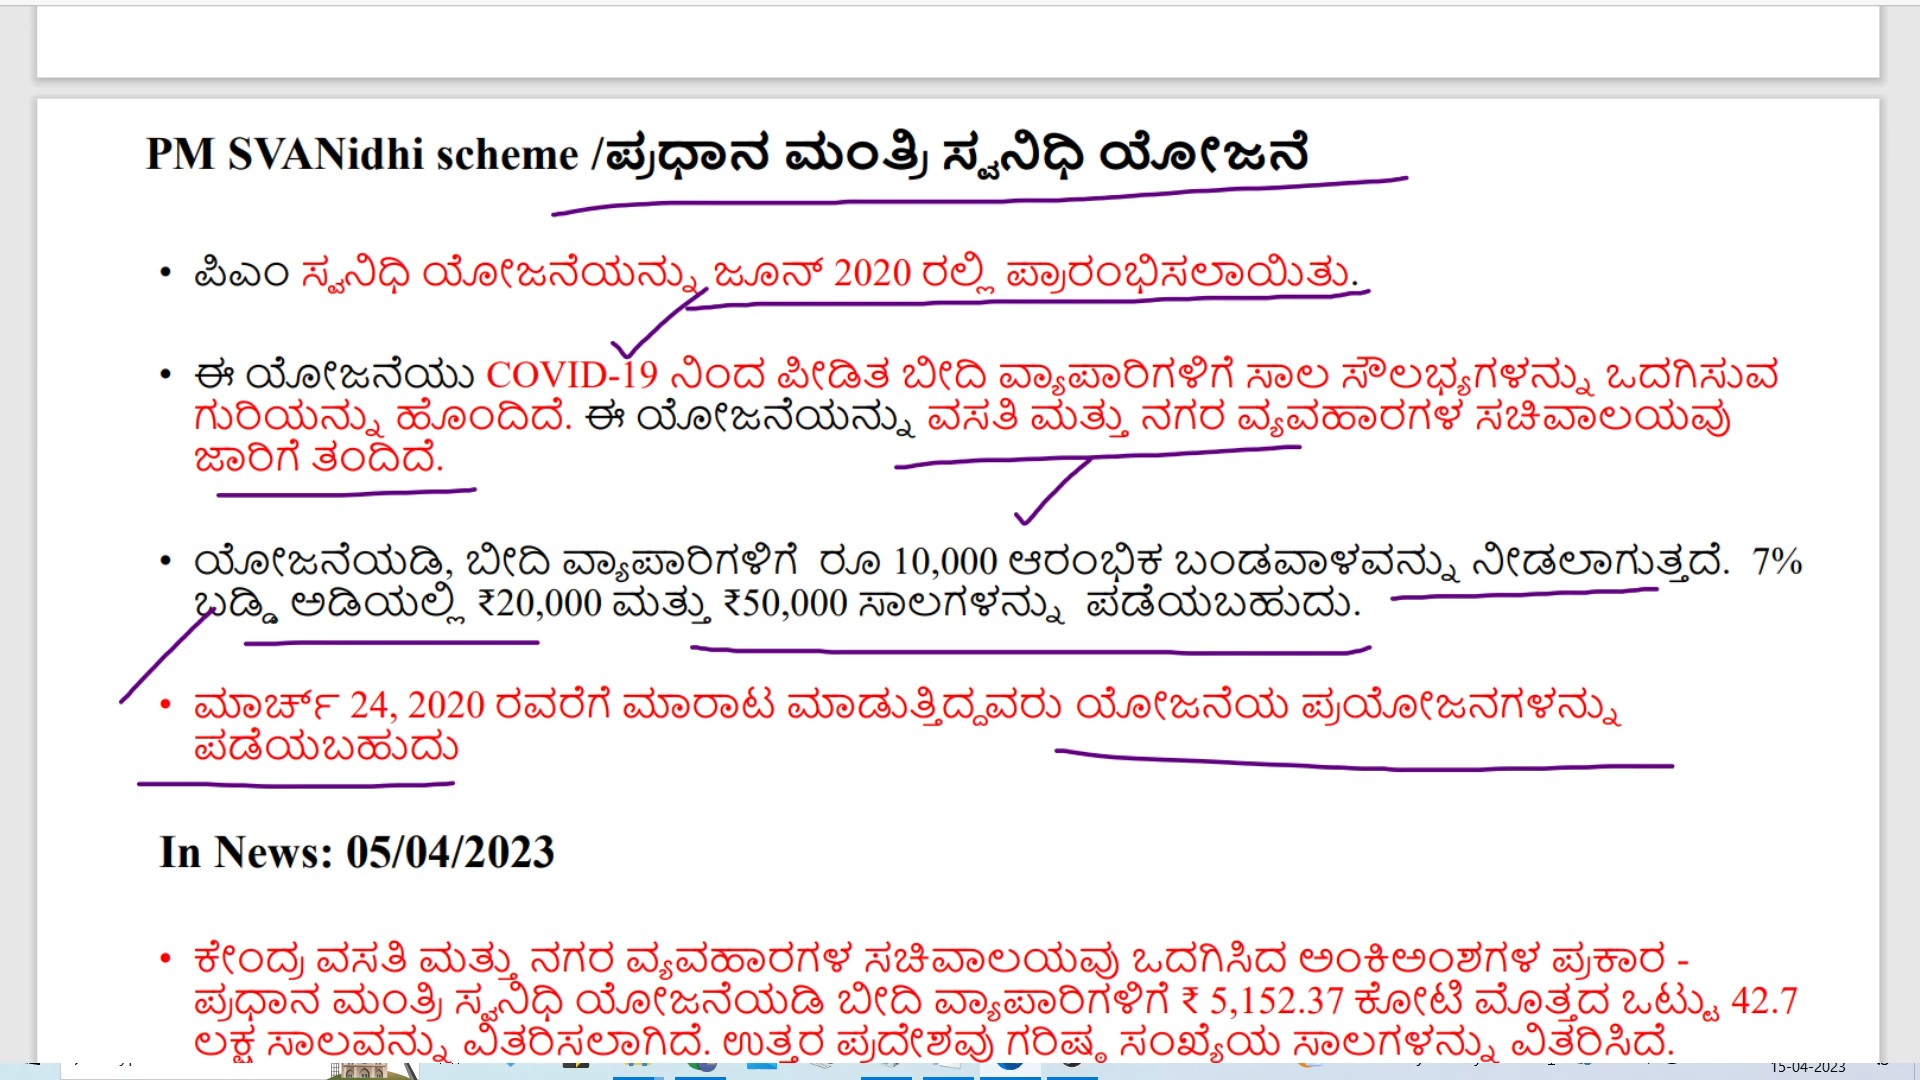 PM SVANidhi scheme /ಪ್ರಧಾನ ಮಂತ್ರಿ ಸ್ವನಿಧಿ ಯೋಜನೆ
• ಪಿಎಂ ಸ್ವನಿಧಿ ಯೋಜನೆಯನ್ನು ಜೂನ್ 2020 ರಲ್ಲಿ ಪ್ರಾರಂಭಿಸಲಾಯಿತು.
• ಈ ಯೋಜನೆಯು COVID-19 ನಿಂದ ಪೀಡಿತ ಬೀದಿ ವ್ಯಾಪಾರಿಗಳಿಗೆ ಸಾಲ ಸೌಲಭ್ಯಗಳನ್ನು ಒದಗಿಸುವ
ಗುರಿಯನ್ನು ಹೊಂದಿದೆ. ಈ ಯೋಜನೆಯನ್ನು ವಸತಿ ಮತ್ತು ನಗರ ವ್ಯವಹಾರಗಳ ಸಚಿವಾಲಯವು
ಜಾರಿಗೆ ತಂದಿದೆ.
• ಯೋಜನೆಯಡಿ, ಬೀದಿ ವ್ಯಾಪಾರಿಗಳಿಗೆ ರೂ 10,000 ಆರಂಭಿಕ ಬಂಡವಾಳವನ್ನು ನೀಡಲಾಗುತ್ತದೆ. 7%
ಬಡ್ಡಿ ಅಡಿಯಲ್ಲಿ ₹20,000 ಮತ್ತು ₹50,000 ಸಾಲಗಳನ್ನು ಪಡೆಯಬಹುದು.
• ಮಾರ್ಚ್ 24, 2020 ರವರೆಗೆ ಮಾರಾಟ ಮಾಡುತ್ತಿದ್ದವರು ಯೋಜನೆಯ ಪ್ರಯೋಜನಗಳನ್ನು
ಪಡೆಯಬಹುದು
In News: 05/04/2023
• ಕೇಂದ್ರ ವಸತಿ ಮತ್ತು ನಗರ ವ್ಯವಹಾರಗಳ ಸಚಿವಾಲಯವು ಒದಗಿಸಿದ ಅಂಕಿಅಂಶಗಳ ಪ್ರಕಾರ -
ಪ್ರಧಾನ ಮಂತ್ರಿ ಸ್ವನಿಧಿ ಯೋಜನೆಯಡಿ ಬೀದಿ ವ್ಯಾಪಾರಿಗಳಿಗೆ ₹ 5,152.37 ಕೋಟಿ ಮೊತ್ತದ ಒಟ್ಟು 42.7
ಲಕ್ಷ ಸಾಲವನ್ನು ವಿತರಿಸಲಾಗಿದೆ. ಉತ್ತರ ಪ್ರದೇಶವು ಗರಿಷ್ಠ ಸಂಖ್ಯೆಯ ಸಾಲಗಳನ್ನು ವಿತರಿಸಿದೆ.
15-04-2023